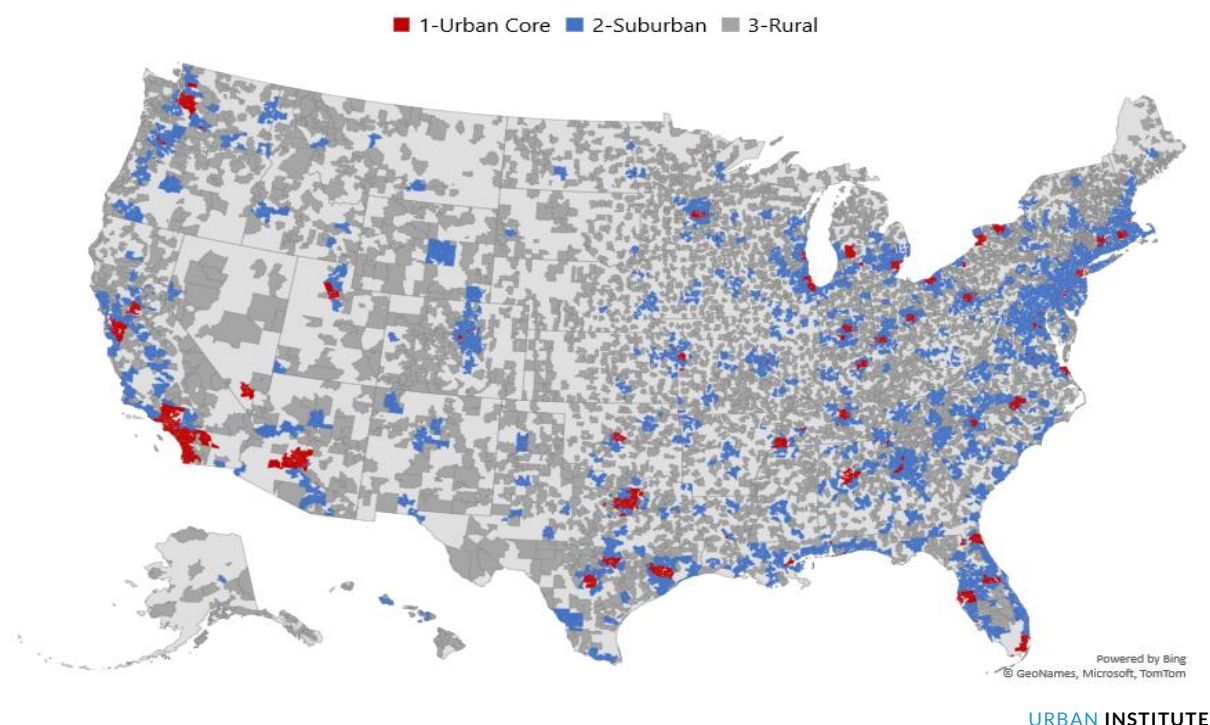 1-Urban Core 2-Suburban 3-Rural
Powered by Bing
© GeoNames, Microsoft, TomTom
URBAN INSTITUTE